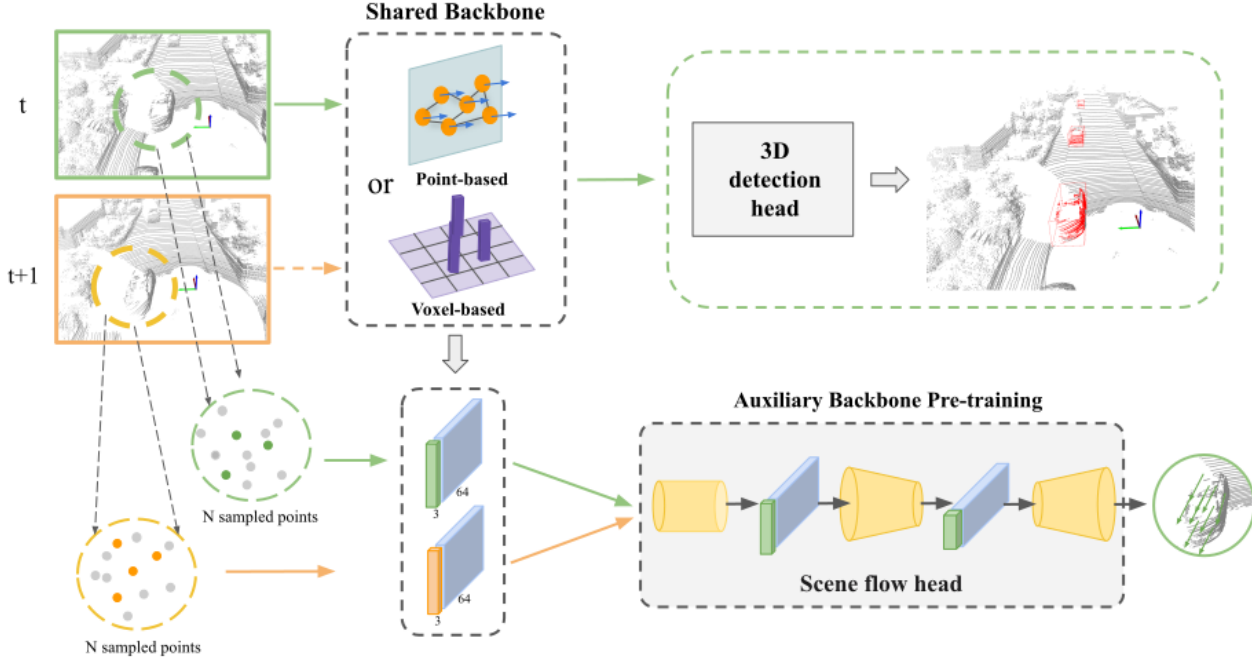 Shared Backbone
t
Point-based
or
3D
detection
head
t+1
Voxel-based
Auxiliary Backbone Pre-training
64
3
N sampled points
64
3
Scene flow head
N sampled points